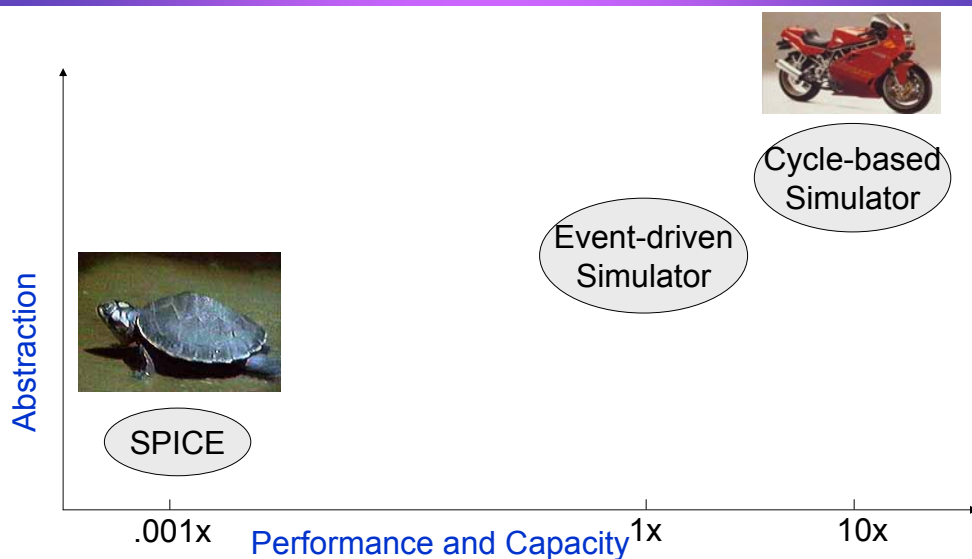 Cycle-based
Simulator
Event-driven
Simulator
Abstraction
SPICE
.001x
1x
10x
Performance and Capacity